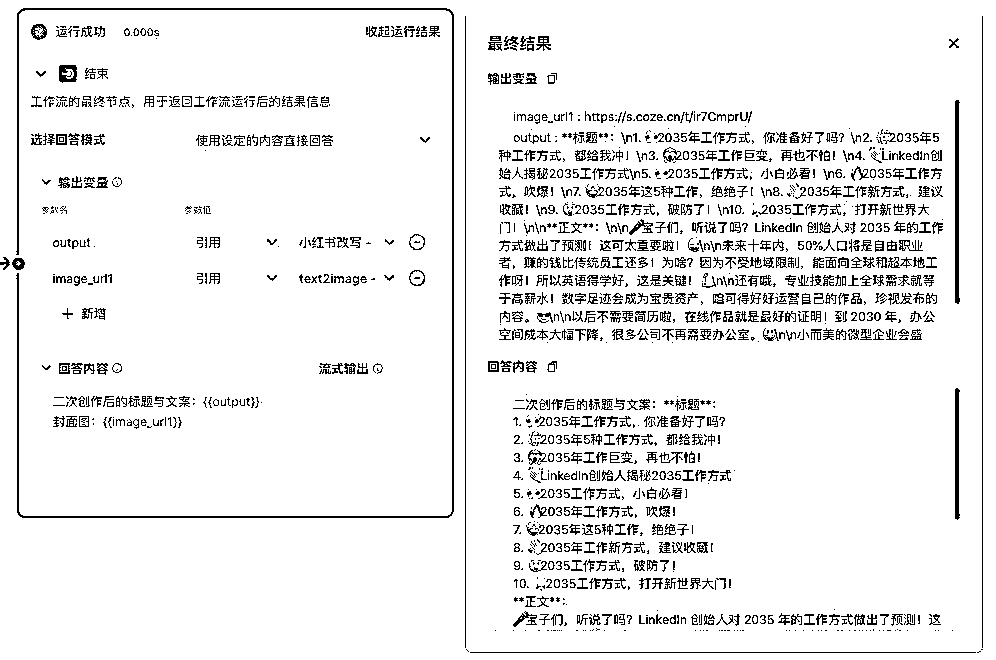 运行成功 0.000s 收起运行结果
结束
工作流的最终节点，用于返回工作流运行后的结果信息
选择回答模式 使用设定的内容直接回答
输出变量
参数名 参数值
output 引用 小红书改写 -
image_url1 引用 text2image -
新增
回答内容 流式输出
二次创作后的标题与文案：{{output}}
封面图：{{image_url1}}
最终结果
输出变量
image_url1 : https://s.coze.cn/t/ir7CmprU/
output : **标题**：\n1. 2035年工作方式，你准备好了吗？\n2. 2035年5
种工作方式，都给我冲！\n3. 2035年工作巨变，再也不怕！\n4. LinkedIn创
始人揭秘2035工作方式\n5. 2035工作方式，小白必看！\n6. 2035年工作方
式，吹爆！\n7. 2035年这5种工作，绝绝子！\n8. 2035年工作新方式，建议
收藏！\n9. 2035工作方式，破防了！\n10. 2035工作方式，打开新世界大
门！\n\n**正文**：\n\n宝子们，听说了吗？LinkedIn 创始人对 2035 年的工作
方式做出了预测！这可太重要啦！\n\n未来十年内，50%人口将是自由职业
者，赚的钱比传统员工还多！为啥？因为不受地域限制，能面向全球和超本地工
作呀！所以英语得学好，这是关键！\n\n还有哦，专业技能加上全球需求就等
于高薪水！数字足迹会成为宝贵资产，咱可得好好运营自己的作品，珍视发布的
内容。\n\n以后不需要简历啦，在线作品就是最好的证明！到 2030 年，办公
空间成本大幅下降，很多公司不再需要办公室。\n\n小而美的微型企业会盛
回答内容
二次创作后的标题与文案：**标题**：
1. 2035年工作方式，你准备好了吗？
2. 2035年5种工作方式，都给我冲！
3. 2035年工作巨变，再也不怕！
4. LinkedIn创始人揭秘2035工作方式
5. 2035工作方式，小白必看！
6. 2035年工作方式，吹爆！
7. 2035年这5种工作，绝绝子！
8. 2035年工作新方式，建议收藏！
9. 2035工作方式，破防了！
10. 2035工作方式，打开新世界大门！
**正文**：
宝子们，听说了吗？LinkedIn 创始人对 2035 年的工作方式做出了预测！这